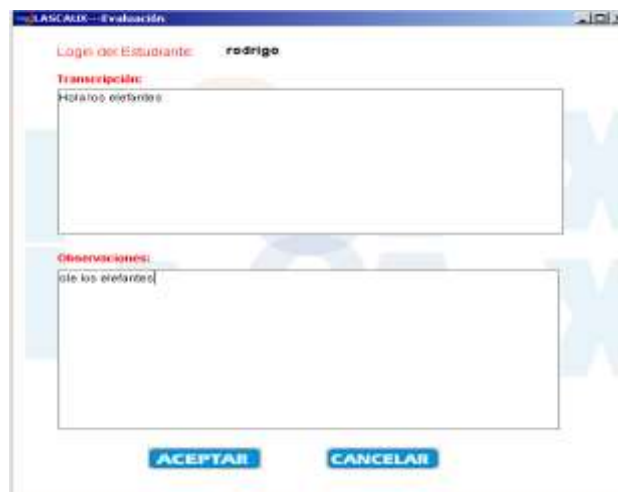 LASCAUX---Evaluación
Login del Estudiante: rodrigo
Transcripción:
Hola los elefantes
Observaciones:
ole los elefantes
ACEPTAR CANCELAR